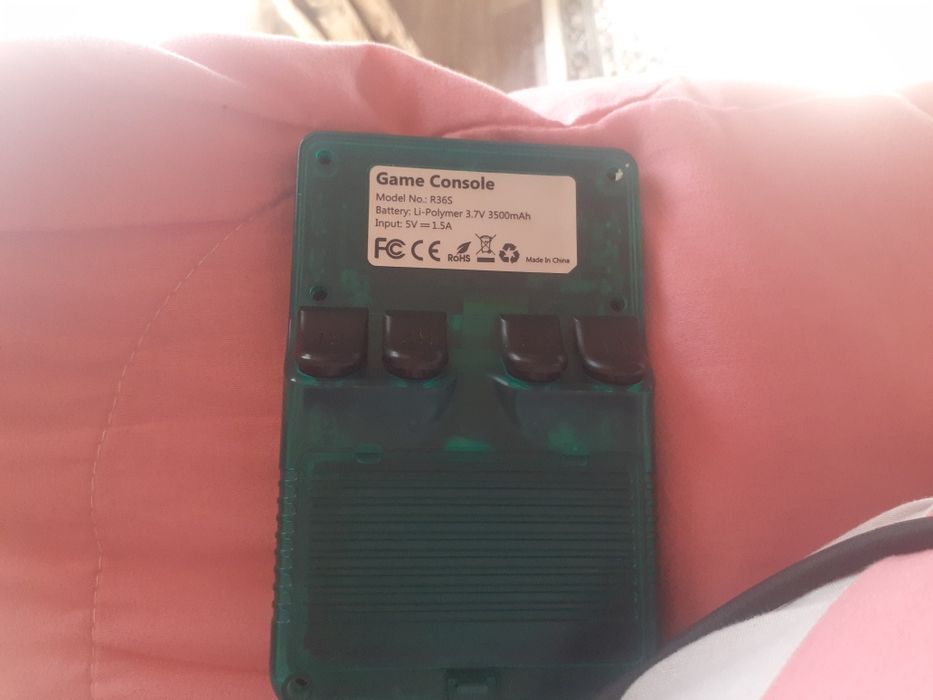 Game Console
Model No.: R36S
Battery: Li-Polymer 3.7V 3500mAh
Input: 5V⎓1.5A
FC CE RoHS Made In China